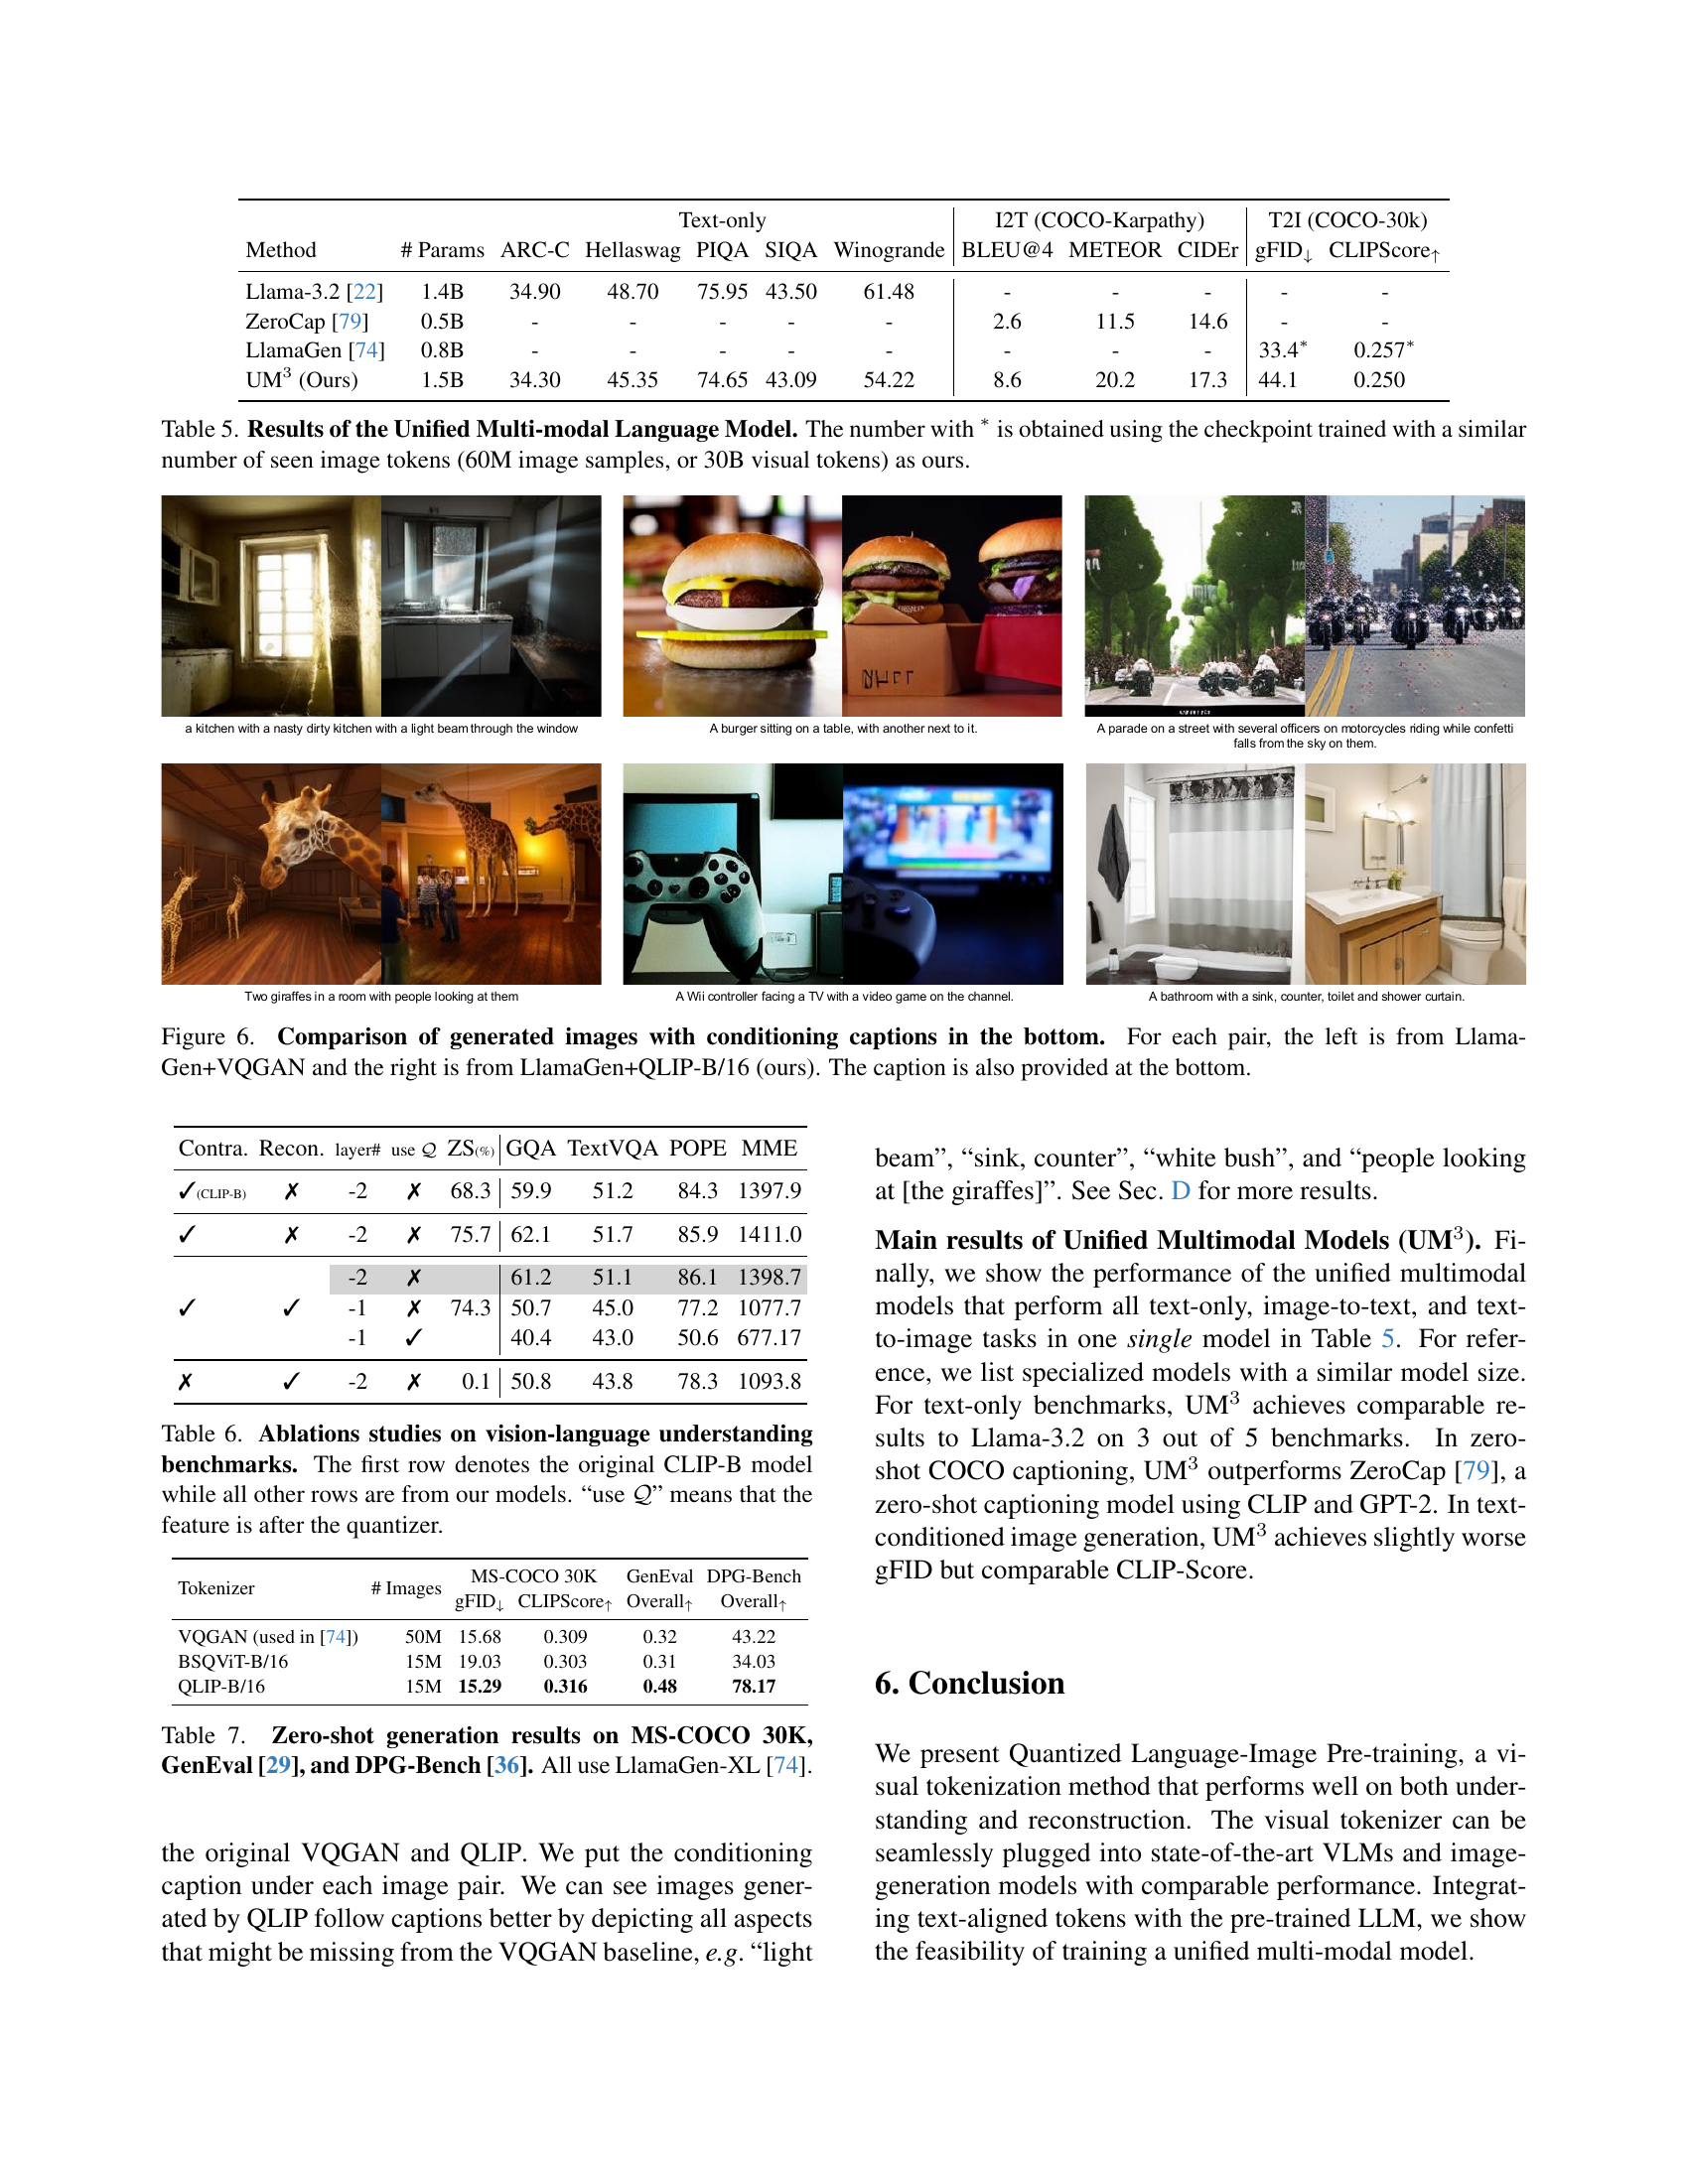 Text-only I2T (COCO-Karpathy) T2I (COCO-30k)
Method # Params ARC-C Hellaswag PIQA SIQA Winogrande BLEU@4 METEOR CIDEr gFID↓ CLIPScore↑
Llama-3.2 [22] 1.4B 34.90 48.70 75.95 43.50 61.48 - - - - -
ZeroCap [79] 0.5B - - - - - 2.6 11.5 14.6 - -
LlamaGen [74] 0.8B - - - - - - - - 33.4* 0.257*
UM³ (Ours) 1.5B 34.30 45.35 74.65 43.09 54.22 8.6 20.2 17.3 44.1 0.250
Table 5. Results of the Unified Multi-modal Language Model. The number with * is obtained using the checkpoint trained with a similar
number of seen image tokens (60M image samples, or 30B visual tokens) as ours.
a kitchen with a nasty dirty kitchen with a light beam through the window
A burger sitting on a table, with another next to it.
A parade on a street with several officers on motorcycles riding while confetti
falls from the sky on them.
Two giraffes in a room with people looking at them
A Wii controller facing a TV with a video game on the channel.
A bathroom with a sink, counter, toilet and shower curtain.
Figure 6. Comparison of generated images with conditioning captions in the bottom. For each pair, the left is from Llama-
Gen+VQGAN and the right is from LlamaGen+QLIP-B/16 (ours). The caption is also provided at the bottom.
Contra. Recon. layer# use Q ZS(%) GQA TextVQA POPE MME
✓(CLIP-B) ✗ -2 ✗ 68.3 59.9 51.2 84.3 1397.9
✓ ✗ -2 ✗ 75.7 62.1 51.7 85.9 1411.0
-2 ✗ 61.2 51.1 86.1 1398.7
✓ ✓ -1 ✗ 74.3 50.7 45.0 77.2 1077.7
-1 ✓ 40.4 43.0 50.6 677.17
✗ ✓ -2 ✗ 0.1 50.8 43.8 78.3 1093.8
Table 6. Ablations studies on vision-language understanding
benchmarks. The first row denotes the original CLIP-B model
while all other rows are from our models. “use Q” means that the
feature is after the quantizer.
Tokenizer # Images MS-COCO 30K GenEval DPG-Bench
gFID↓ CLIPScore↑ Overall↑ Overall↑
VQGAN (used in [74]) 50M 15.68 0.309 0.32 43.22
BSQViT-B/16 15M 19.03 0.303 0.31 34.03
QLIP-B/16 15M 15.29 0.316 0.48 78.17
Table 7. Zero-shot generation results on MS-COCO 30K,
GenEval [29], and DPG-Bench [36]. All use LlamaGen-XL [74].
the original VQGAN and QLIP. We put the conditioning
caption under each image pair. We can see images gener-
ated by QLIP follow captions better by depicting all aspects
that might be missing from the VQGAN baseline, e.g. “light
beam”, “sink, counter”, “white bush”, and “people looking
at [the giraffes]”. See Sec. D for more results.
Main results of Unified Multimodal Models (UM³). Fi-
nally, we show the performance of the unified multimodal
models that perform all text-only, image-to-text, and text-
to-image tasks in one single model in Table 5. For refer-
ence, we list specialized models with a similar model size.
For text-only benchmarks, UM³ achieves comparable re-
sults to Llama-3.2 on 3 out of 5 benchmarks. In zero-
shot COCO captioning, UM³ outperforms ZeroCap [79], a
zero-shot captioning model using CLIP and GPT-2. In text-
conditioned image generation, UM³ achieves slightly worse
gFID but comparable CLIP-Score.
6. Conclusion
We present Quantized Language-Image Pre-training, a vi-
sual tokenization method that performs well on both under-
standing and reconstruction. The visual tokenizer can be
seamlessly plugged into state-of-the-art VLMs and image-
generation models with comparable performance. Integrat-
ing text-aligned tokens with the pre-trained LLM, we show
the feasibility of training a unified multi-modal model.